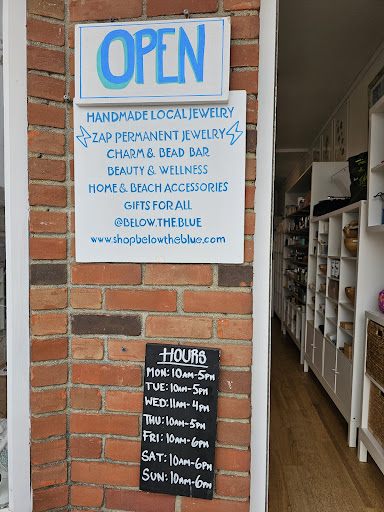 OPEN
HANDMADE LOCAL JEWELRY
ZAP PERMANENT JEWELRY
CHARM & BEAD BAR
BEAUTY & WELLNESS
HOME & BEACH ACCESSORIES
GIFTS FOR ALL
@BELOW.THE.BLUE
www.shopbelowtheblue.com
HOURS
MON: 10AM-5PM
TUE: 10AM-5PM
WED: 11AM-4PM
THU: 10AM-5PM
FRI: 10AM-6PM
SAT: 10AM-6PM
SUN: 10AM-6PM